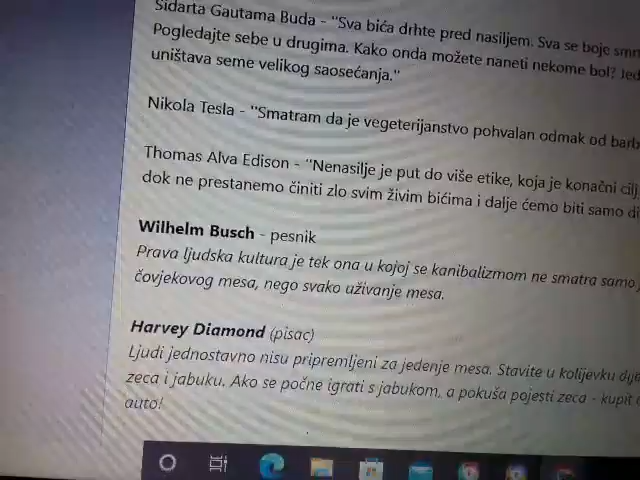 Sidarta Gautama Buda - "Sva bića drhte pred nasiljem. Sva se boje
Pogledajte sebe u drugima. Kako onda možete naneti nekome bol?
uništava seme velikog saosećanja."
Nikola Tesla - "Smatram da je vegeterijanstvo pohvalan odmak od
Thomas Alva Edison - "Nenasilje je put do više etike, koja je konačni
dok ne prestanemo činiti zlo svim živim bićima i dalje ćemo biti samo
Wilhelm Busch - pesnik
Prava ljudska kultura je tek ona u kojoj se kanibalizmom ne smatra samo
čovjekovog mesa, nego svako uživanje mesa.
Harvey Diamond (pisac)
Ljudi jednostavno nisu pripremljeni za jedenje mesa. Stavite u kolijevku
zeca i jabuku. Ako se počne igrati s jabukom, a pokuša pojesti zeca - kupit
auto!